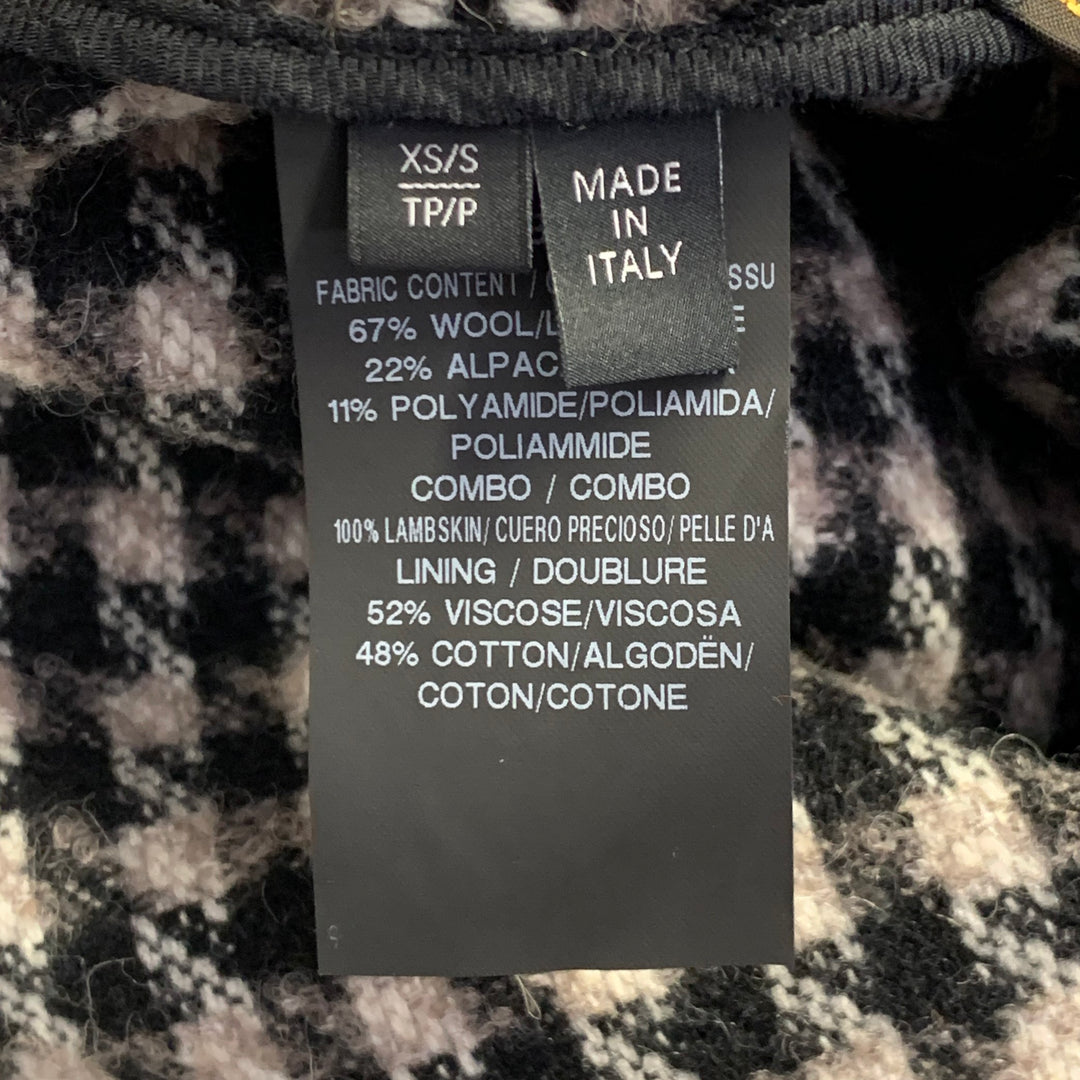 XS/S
TP/P
MADE
IN
ITALY
FABRIC CONTENT /
67% WOOL/
22% ALPAC
11% POLYAMIDE/POLIAMIDA/
POLIAMMIDE
COMBO / COMBO
100% LAMBSKIN/ CUERO PRECIOSO/ PELLE D'A
LINING / DOUBLURE
52% VISCOSE/VISCOSA
48% COTTON/ALGODËN/
COTON/COTONE